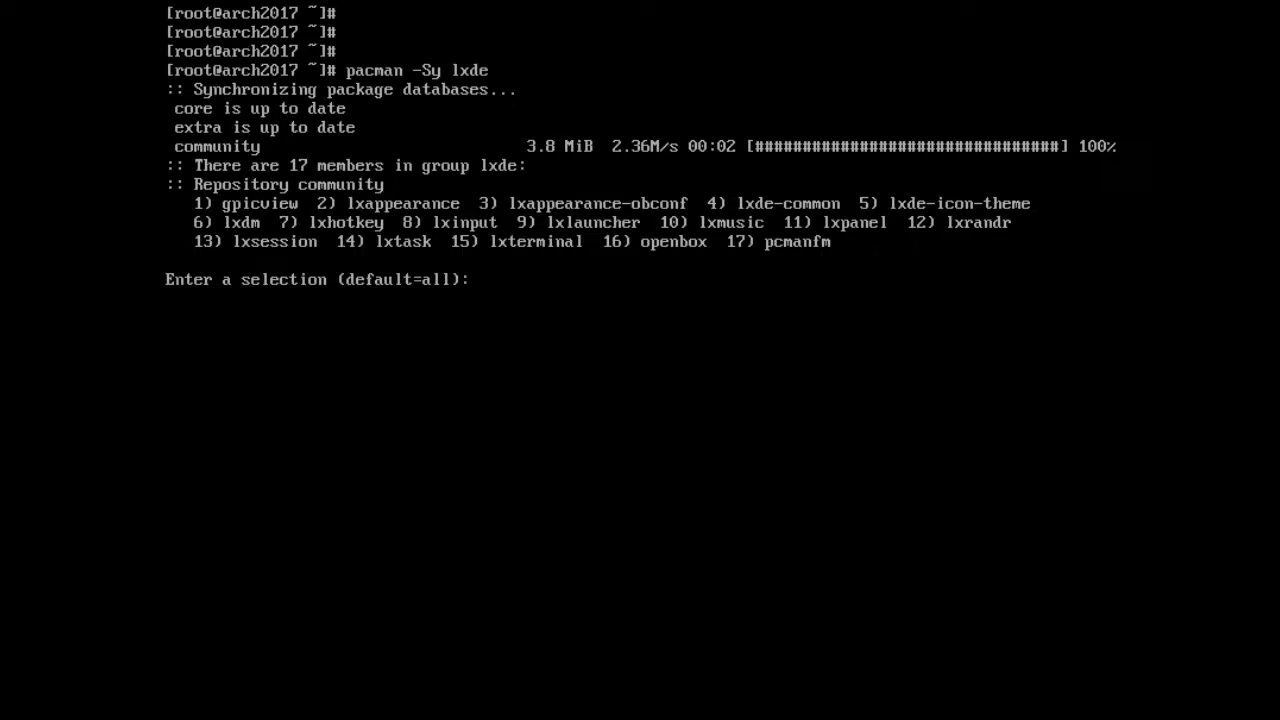 [root@arch2017 ~]#
[root@arch2017 ~]#
[root@arch2017 ~]#
[root@arch2017 ~]# pacman -Sy lxde
:: Synchronizing package databases...
core is up to date
extra is up to date
community 3.8 MiB 2.36M/s 00:02 [################################] 100%
:: There are 17 members in group lxde:
:: Repository community
1) gpicview 2) lxappearance 3) lxappearance-obconf 4) lxde-common 5) lxde-icon-theme
6) lxdm 7) lxhotkey 8) lxinput 9) lxlauncher 10) lxmusic 11) lxpanel 12) lxrandr
13) lxsession 14) lxtask 15) lxterminal 16) openbox 17) pcmanfm
Enter a selection (default=all):